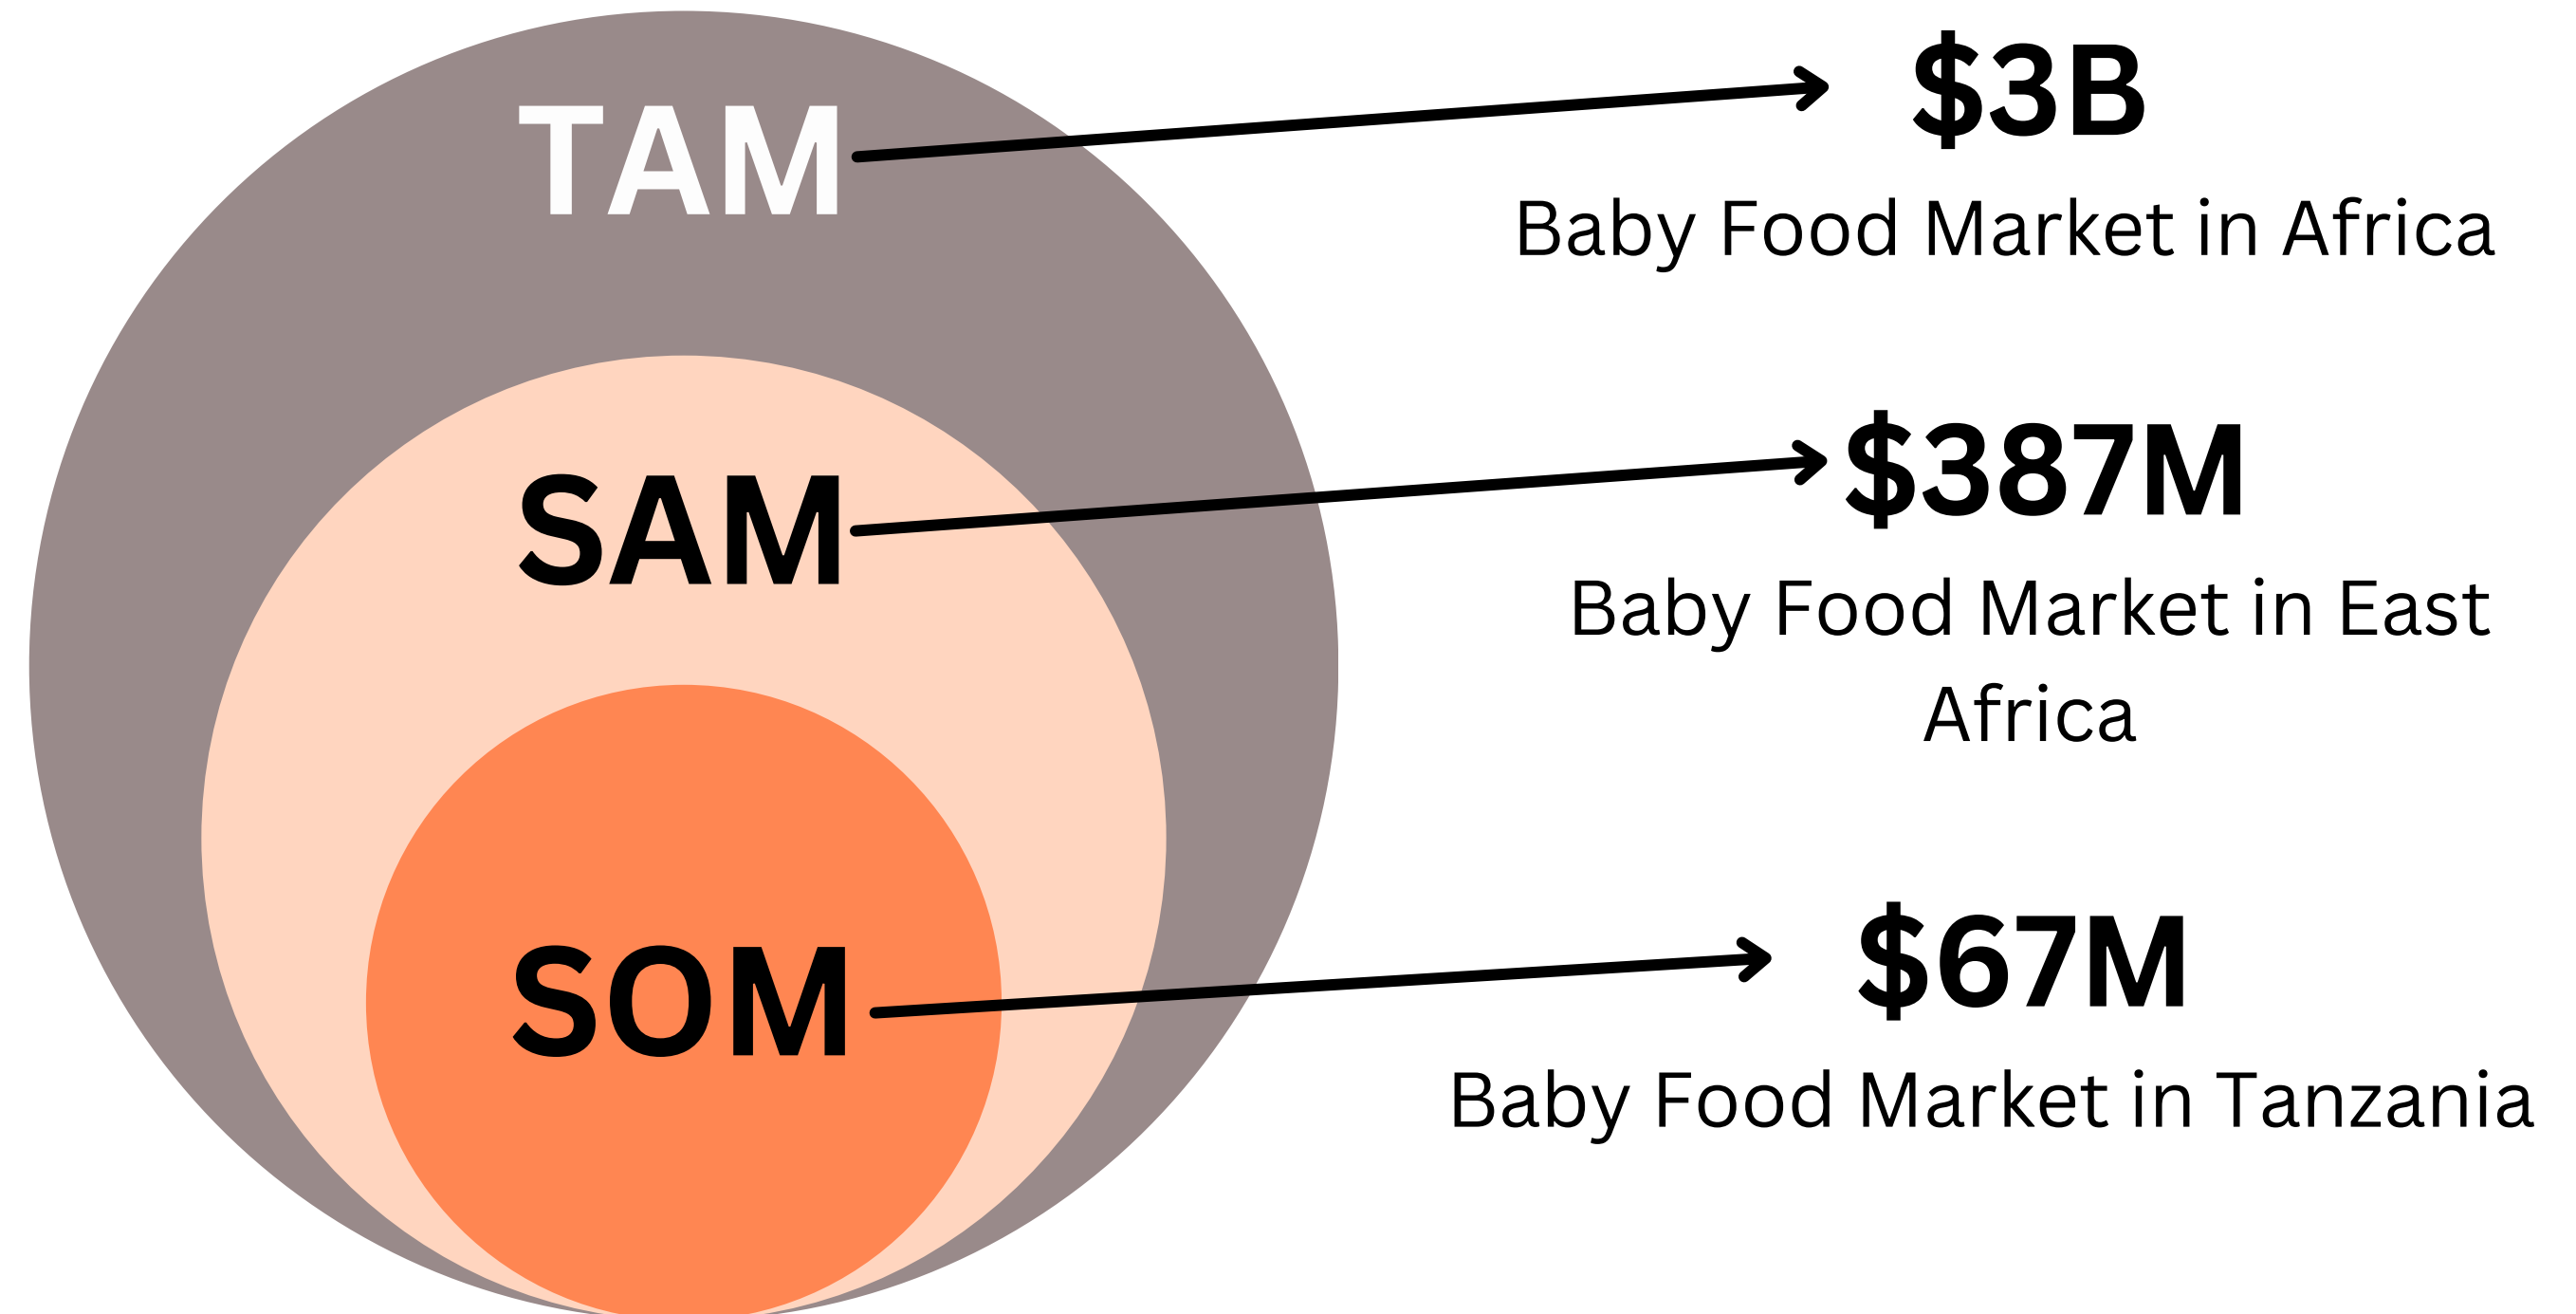 TAM
$3B
Baby Food Market in Africa
SAM
$387M
Baby Food Market in East
Africa
SOM
$67M
Baby Food Market in Tanzania